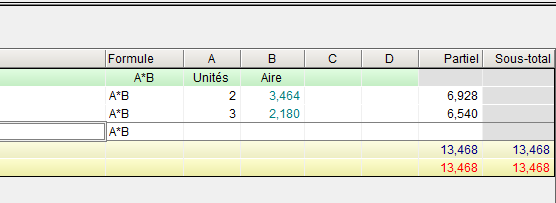 Formule A B C D Partiel Sous-total
A*B Unités Aire
A*B 2 3,464 6,928
A*B 3 2,180 6,540
A*B
13,468 13,468
13,468 13,468